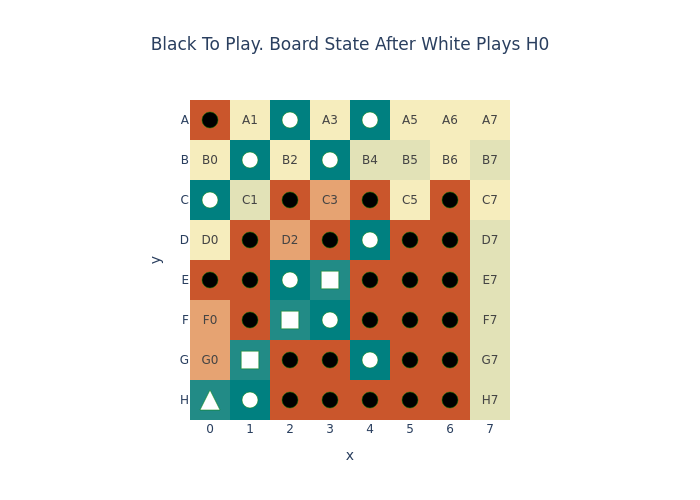 Black To Play. Board State After White Plays H0
A A1 A3 A5 A6 A7
B B0 B2 B4 B5 B6 B7
C C1 C3 C5 C7
D D0 D2 D7
E E7
F F0 F7
G G0 G7
H H7
0 1 2 3 4 5 6 7
x
y